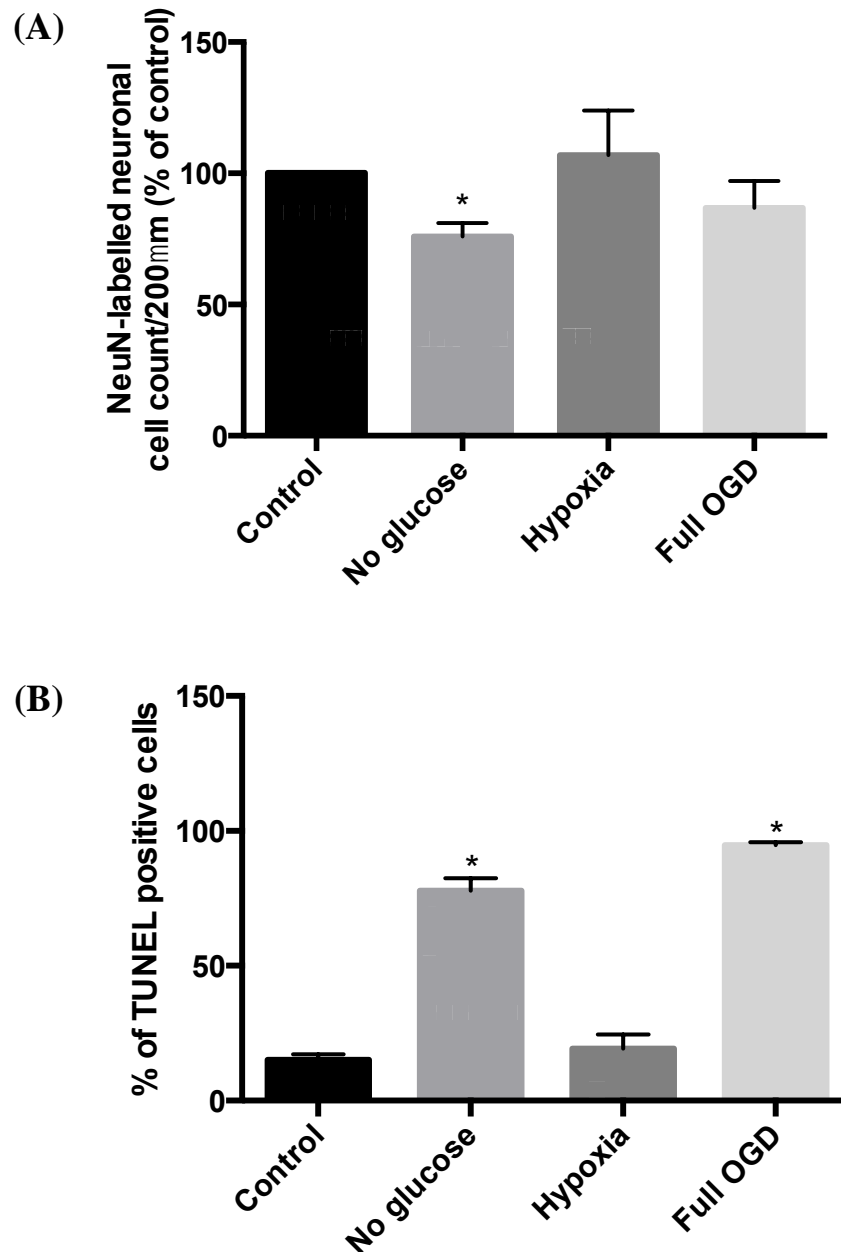 (A)
NeuN-labelled neuronal
cell count/200mm (% of control)
150
100
50
0
*
Control
No glucose
Hypoxia
Full OGD
(B)
% of TUNEL positive cells
150
100
50
0
*
*
Control
No glucose
Hypoxia
Full OGD